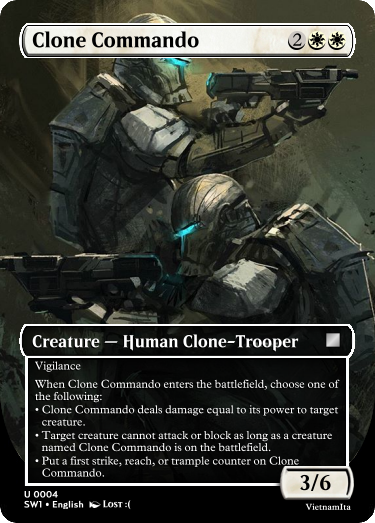 Clone Commando 2
Creature — Human Clone-Trooper
Vigilance
When Clone Commando enters the battlefield, choose one of
the following:
• Clone Commando deals damage equal to its power to target
creature.
• Target creature cannot attack or block as long as a creature
named Clone Commando is on the battlefield.
• Put a first strike, reach, or trample counter on Clone
Commando.
3/6
U 0004
SW1 • English Lost :(
VietnamIta